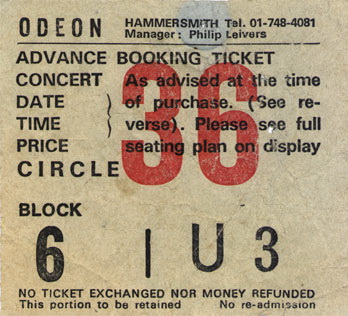 ODEON HAMMERSMITH Tel. 01-748-4081
Manager: Philip Leivers
ADVANCE BOOKING TICKET
CONCERT As advised at the time
DATE } of purchase. (See re-
TIME verse). Please see full
PRICE seating plan on display
36
CIRCLE
BLOCK
6 | U 3
NO TICKET EXCHANGED NOR MONEY REFUNDED
This portion to be retained No re-admission